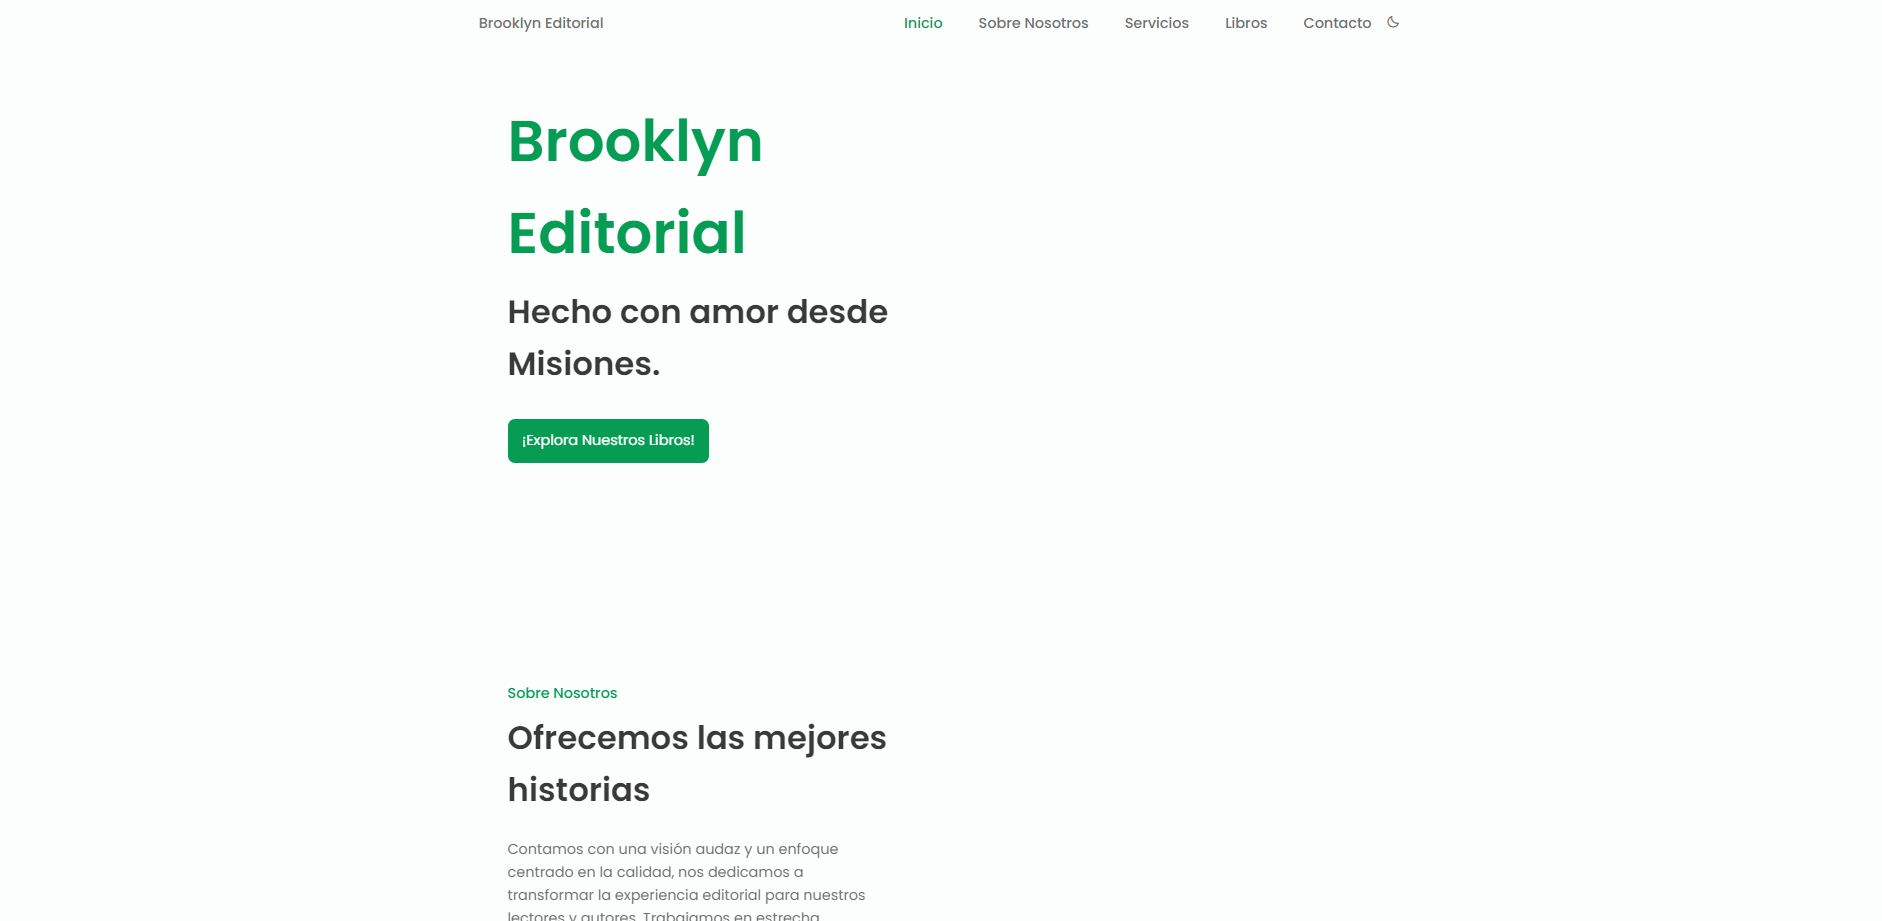 Brooklyn Editorial
Inicio
Sobre Nosotros
Servicios
Libros
Contacto
Brooklyn
Editorial
Hecho con amor desde
Misiones.
¡Explora Nuestros Libros!
Sobre Nosotros
Ofrecemos las mejores
historias
Contamos con una visión audaz y un enfoque
centrado en la calidad, nos dedicamos a
transformar la experiencia editorial para nuestros
lectores y autores. Trabajamos en estrecha